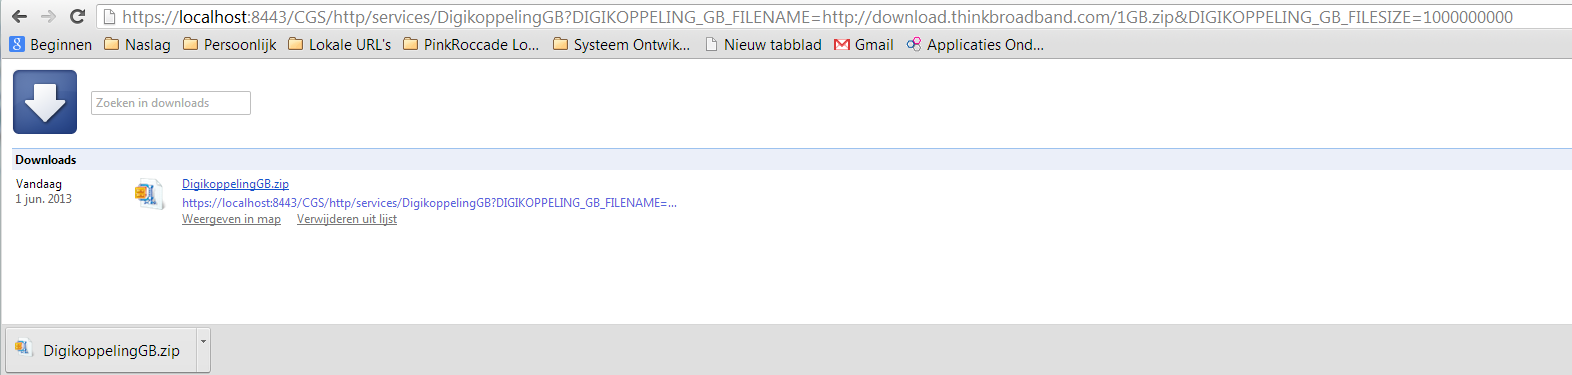 https://localhost:8443/CGS/http/services/DigikoppelingGB?DIGIKOPPELING_GB_FILENAME=http://download.thinkbroadband.com/1GB.zip&DIGIKOPPELING_GB_FILESIZE=1000000000
Beginnen Naslag Persoonlijk Lokale URL's PinkRoccade Lo... Systeem Ontwik... Nieuw tabblad Gmail Applicaties Ond...
Zoeken in downloads
Downloads
Vandaag DigikoppelingGB.zip
1 jun. 2013 https://localhost:8443/CGS/http/services/DigikoppelingGB?DIGIKOPPELING_GB_FILENAME=...
Weergeven in map Verwijderen uit lijst
DigikoppelingGB.zip